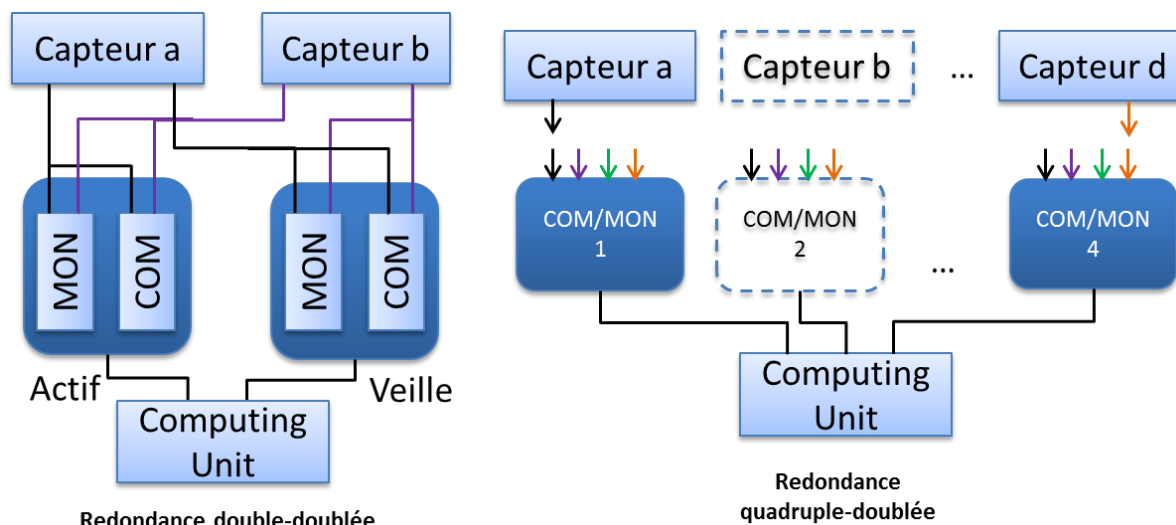 Capteur a
Capteur b
MON
COM
MON
COM
Actif
Veille
Computing
Unit
Redondance double-doublée
Capteur a
Capteur b
...
Capteur d
COM/MON
1
COM/MON
2
...
COM/MON
4
Computing
Unit
Redondance
quadruple-doublée